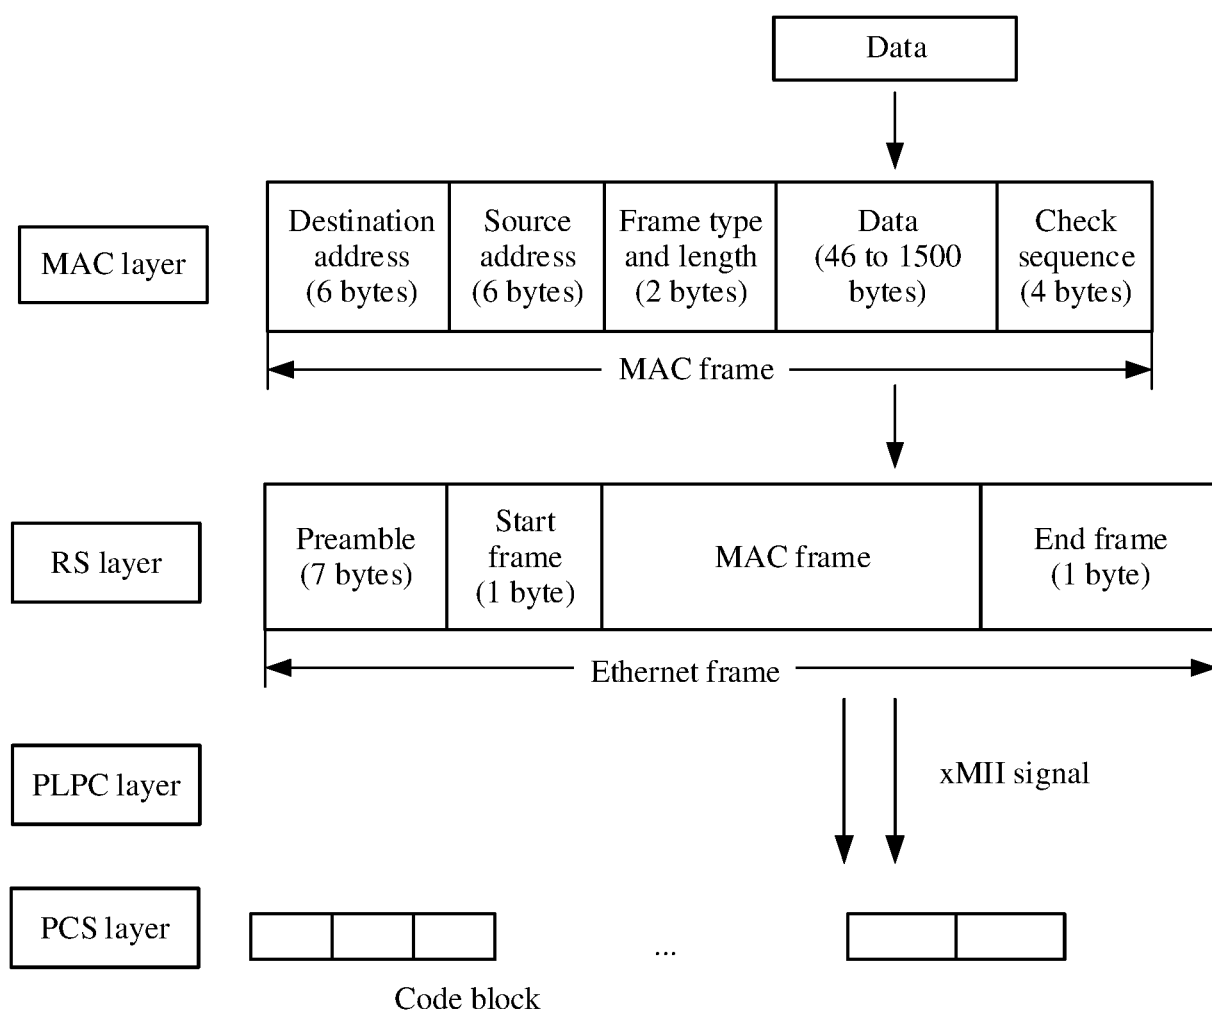 Data
MAC layer
Destination
address
(6 bytes)
Source
address
(6 bytes)
Frame type
and length
(2 bytes)
Data
(46 to 1500
bytes)
Check
sequence
(4 bytes)
MAC frame
RS layer
Preamble
(7 bytes)
Start
frame
(1 byte)
MAC frame
End frame
(1 byte)
Ethernet frame
PLPC layer
xMII signal
PCS layer
...
Code block